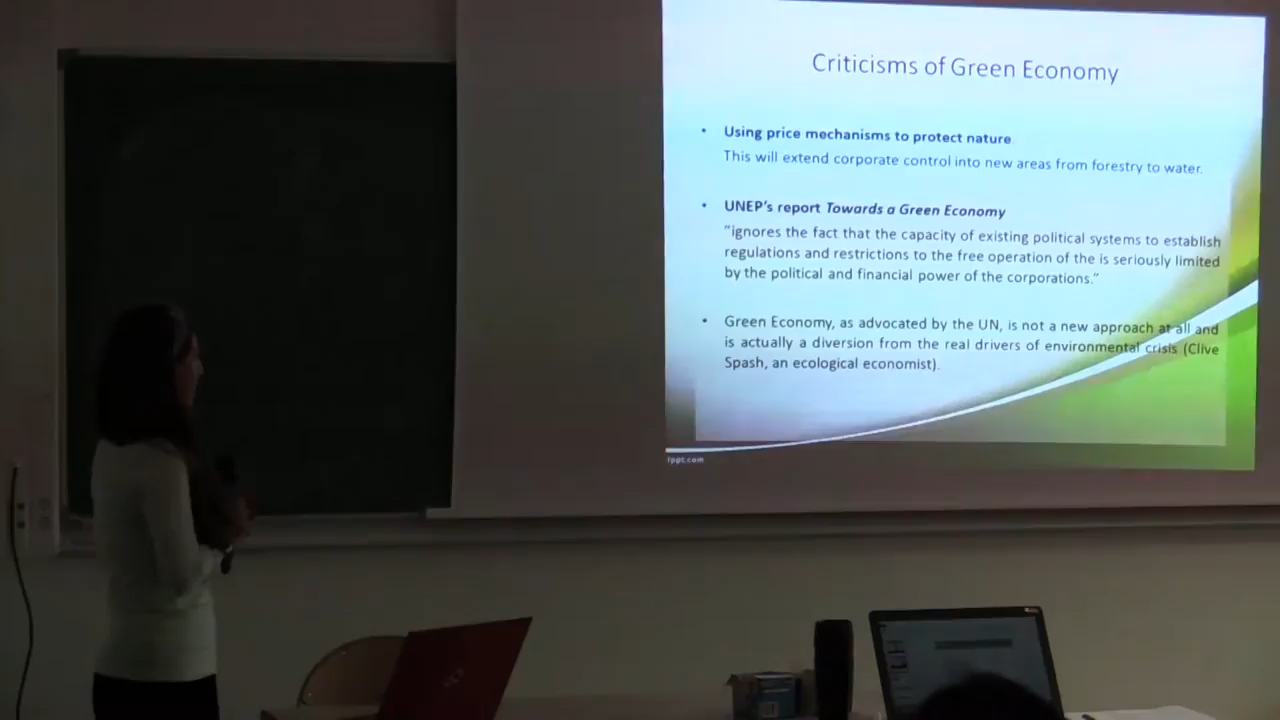 Criticisms of Green Economy
• Using price mechanisms to protect nature
This will extend corporate control into new areas from forestry to water.
• UNEP's report Towards a Green Economy
"ignores the fact that the capacity of existing political systems to establish
regulations and restrictions to the free operation of the is seriously limited
by the political and financial power of the corporations."
• Green Economy, as advocated by the UN, is not a new approach at all and
is actually a diversion from the real drivers of environmental crisis (Clive
Spash, an ecological economist).
fppt.com